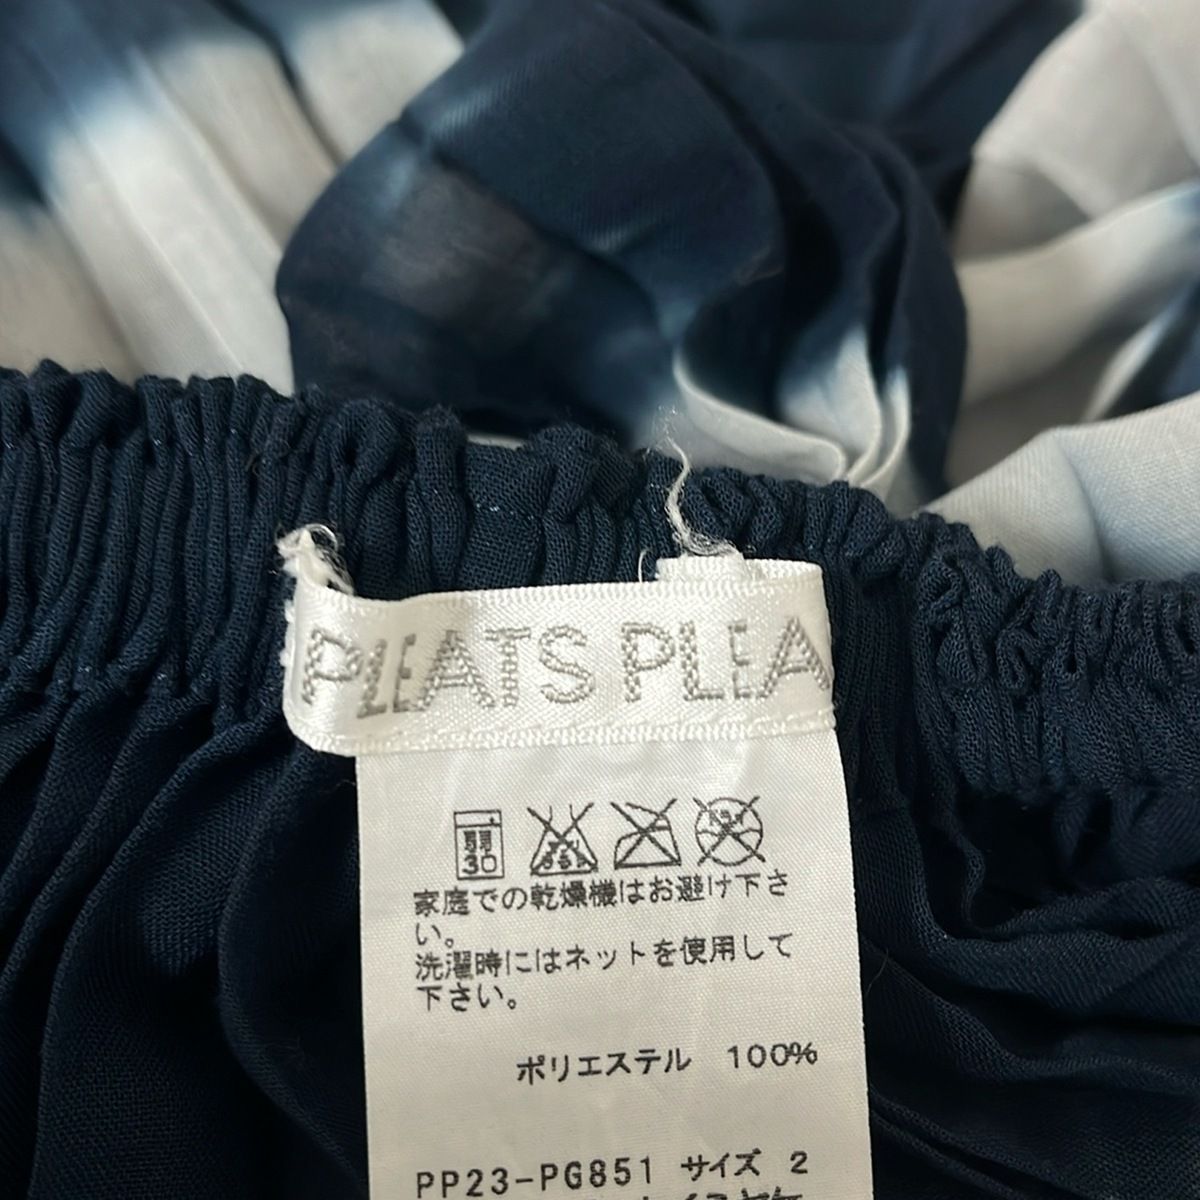 PLEATS PLEA
弱
30
家庭での乾燥機はお避け下さ
い。
洗濯時にはネットを使用して
下さい。
ポリエステル 100%
PP23-PG851 サイズ 2